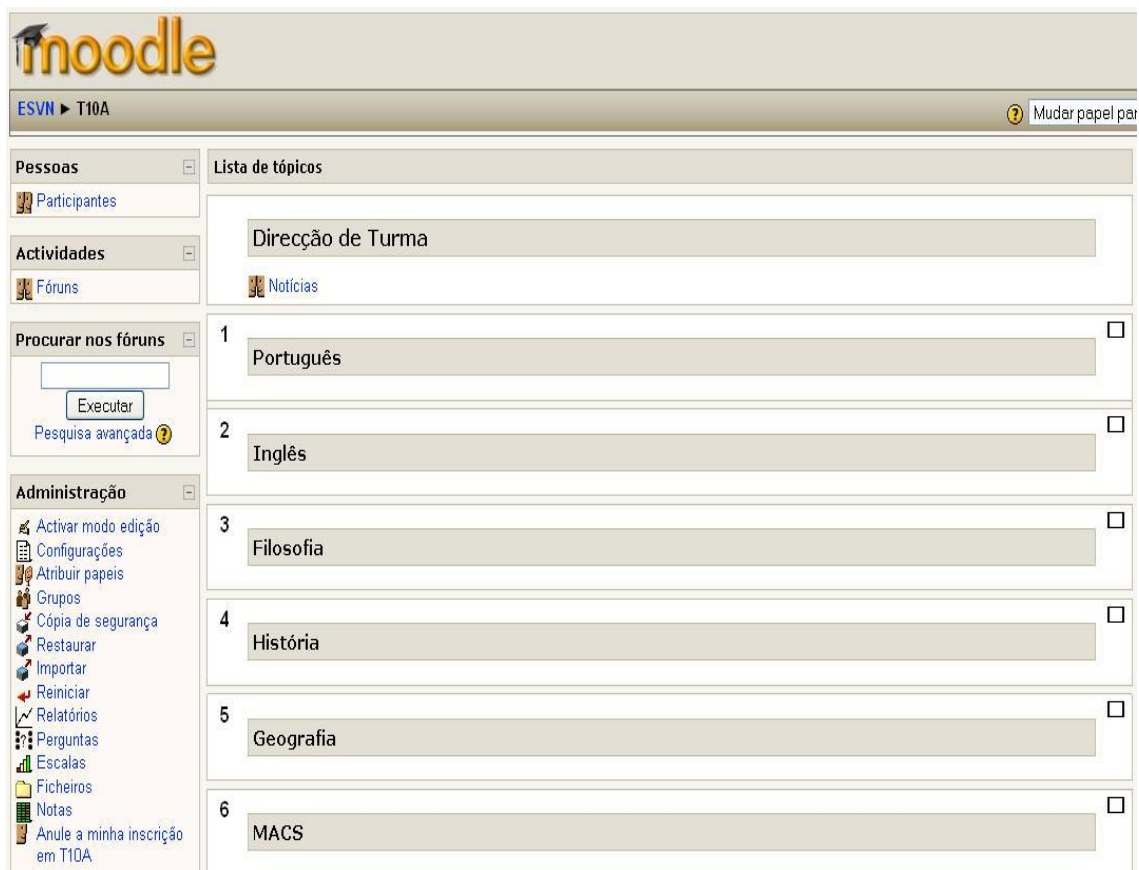 moodle
ESVN ► T10A
Mudar papel par
Pessoas
Participantes
Actividades
Fóruns
Procurar nos fóruns
Executar
Pesquisa avançada
Administração
Activar modo edição
Configurações
Atribuir papeis
Grupos
Cópia de segurança
Restaurar
Importar
Reiniciar
Relatórios
Perguntas
Escalas
Ficheiros
Notas
Anule a minha inscrição
em T10A
Lista de tópicos
Direcção de Turma
Notícias
1
Português
2
Inglês
3
Filosofia
4
História
5
Geografia
6
MACS